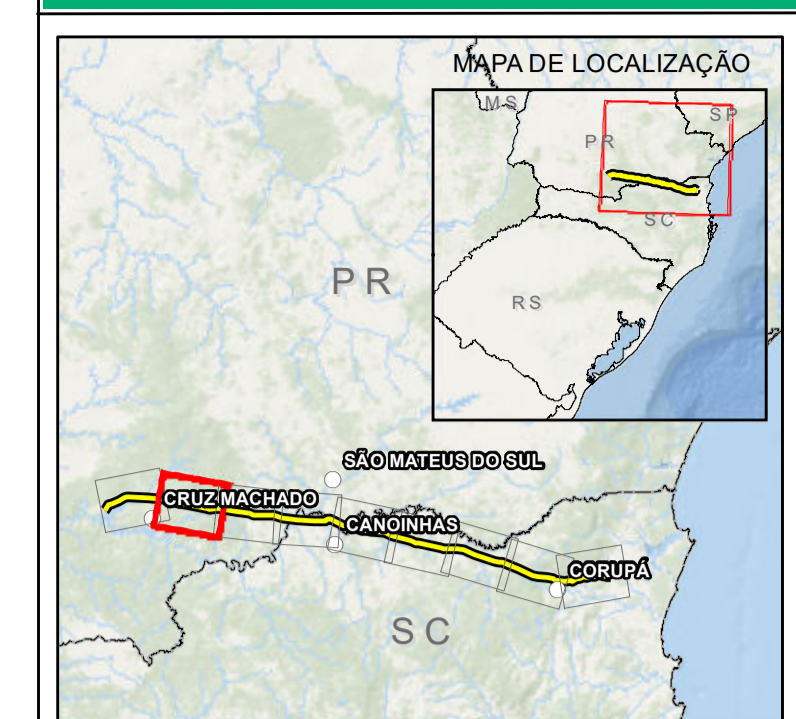 MAPA DE LOCALIZAÇÃO
MS
SP
PR
SC
RS
PR
SÃO MATEUS DO SUL
CRUZ MACHADO
CANOINHAS
CORUPÁ
SC